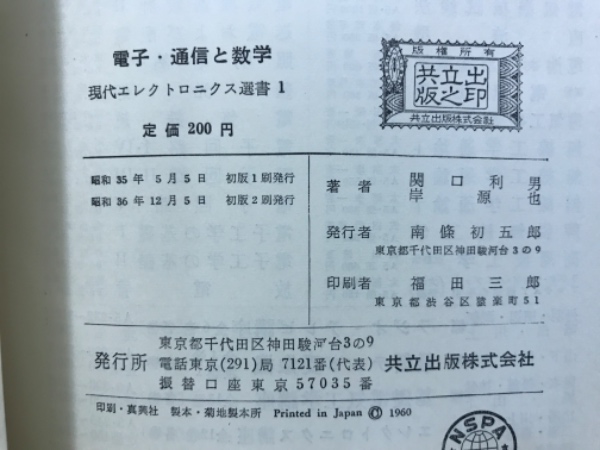 電子・通信と数学
現代エレクトロニクス選書 1
定価 200 円
版権所有
共立出
版之印
共立出版株式会社
昭和 35 年 5 月 5 日 初版 1 刷発行
昭和 36 年 12 月 5 日 初版 2 刷発行
著者 関口利男
岸源也
発行者 南條初五郎
東京都千代田区神田駿河台 3 の 9
印刷者 福田三郎
東京都渋谷区猿楽町 51
発行所
東京都千代田区神田駿河台3の9
電話東京(291)局 7121番(代表)
振替口座東京 57035 番
共立出版株式会社
印刷・真興社 製本・菊地製本所 Printed in Japan © 1960
NSPA